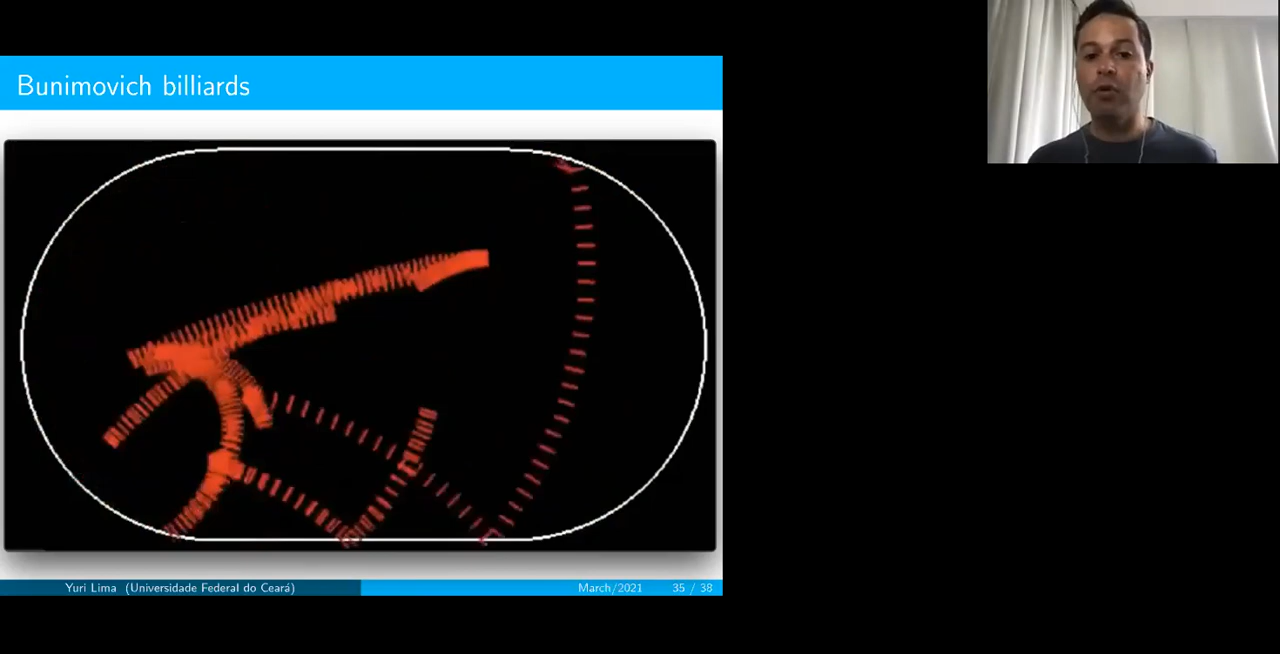 Bunimovich billiards
Yuri Lima (Universidade Federal do Ceará)
March/2021
35 / 38